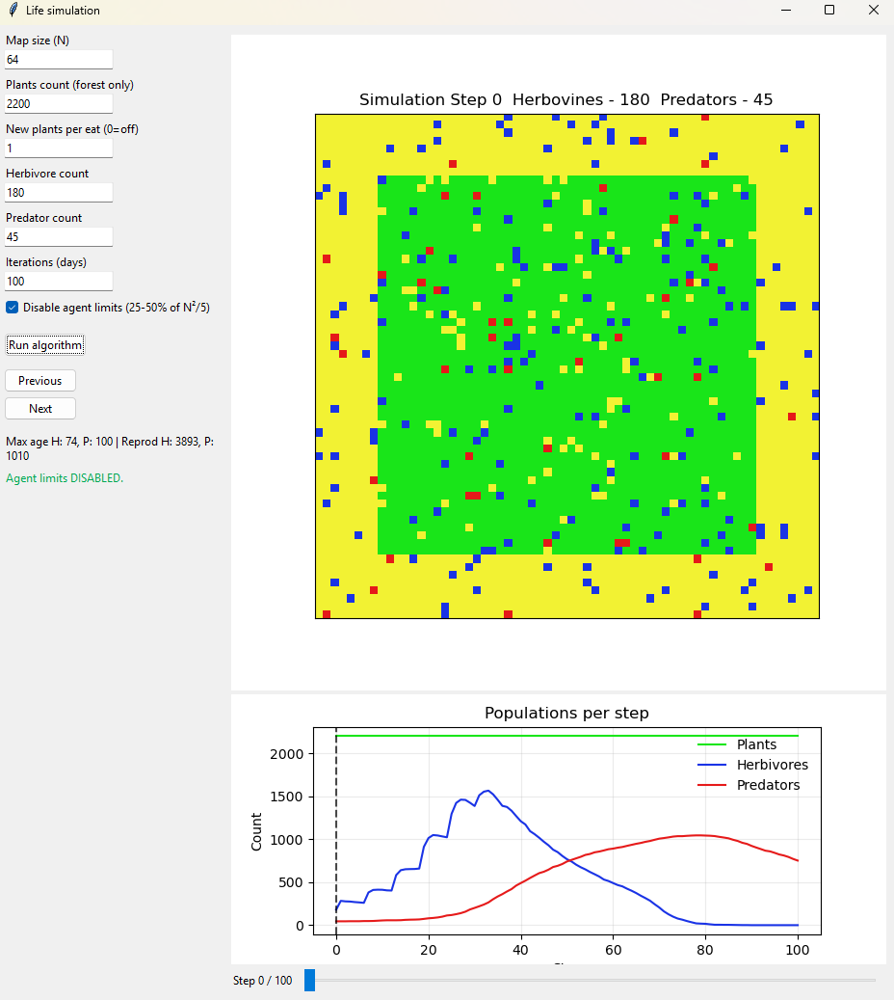 Life simulation
Map size (N)
64
Plants count (forest only)
2200
New plants per eat (0=off)
1
Herbivore count
180
Predator count
45
Iterations (days)
100
Disable agent limits (25-50% of N²/5)
Run algorithm
Previous
Next
Max age H: 74, P: 100 | Reprod H: 3893, P:
1010
Agent limits DISABLED.
Simulation Step 0 Herbovines - 180 Predators - 45
Populations per step
Count
2000
1500
1000
500
0
Plants
Herbivores
Predators
0 20 40 60 80 100
Step 0 / 100